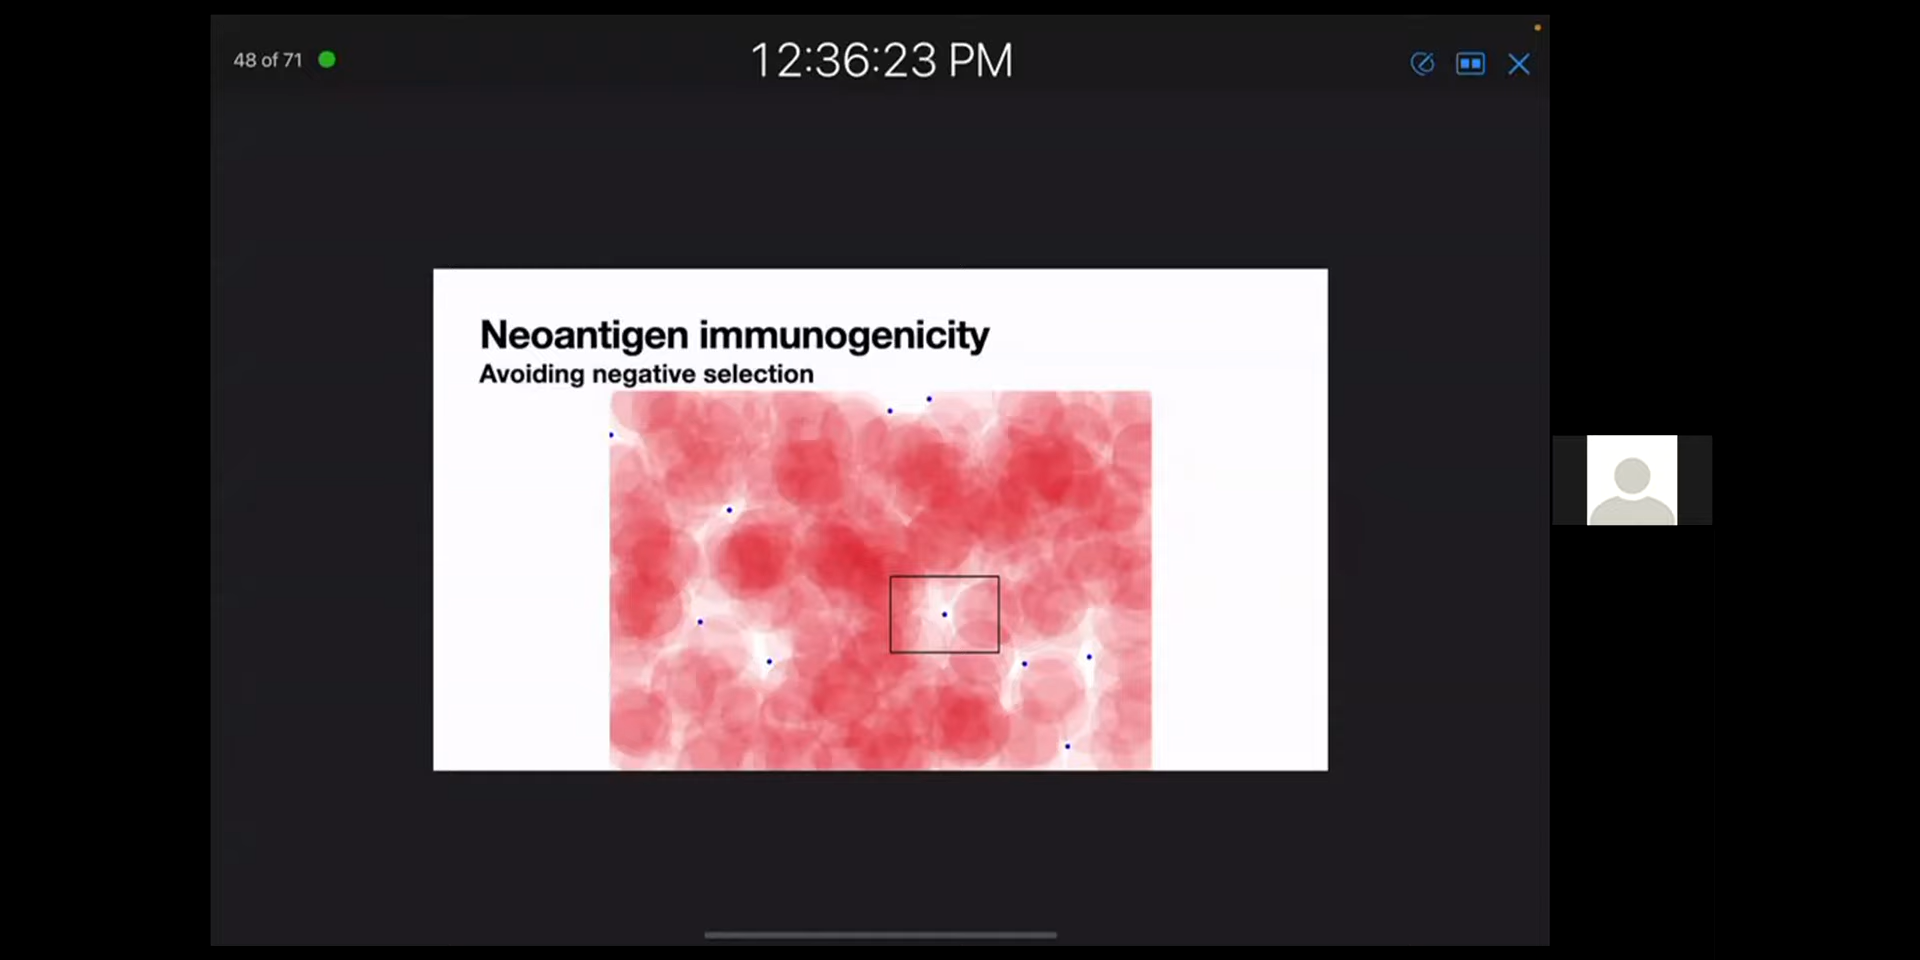 48 of 71
12:36:23 PM
Neoantigen immunogenicity
Avoiding negative selection